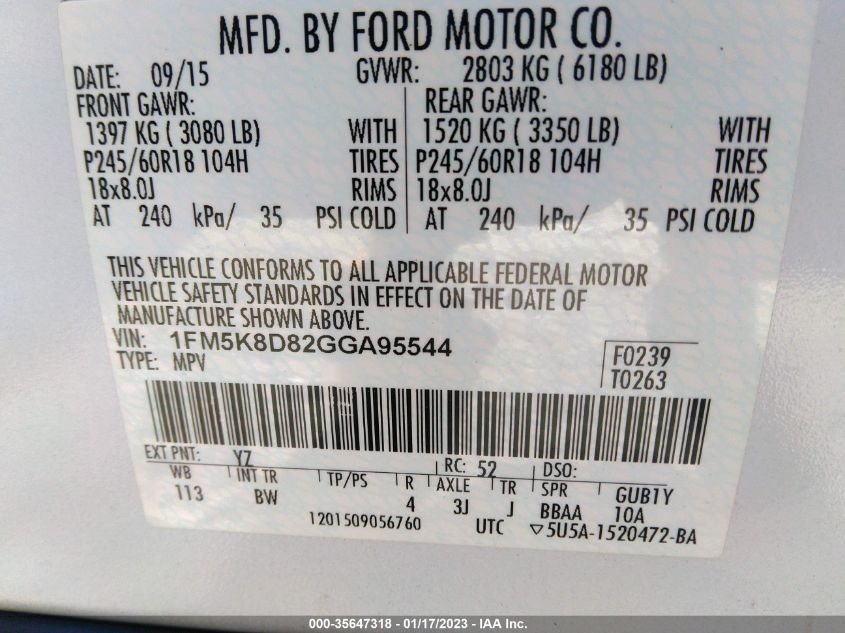 MFD. BY FORD MOTOR CO.
DATE: 09/15 GVWR: 2803 KG ( 6180 LB)
FRONT GAWR: REAR GAWR:
1397 KG ( 3080 LB) WITH 1520 KG ( 3350 LB) WITH
P245/60R18 104H TIRES P245/60R18 104H TIRES
18x8.0J RIMS 18x8.0J RIMS
AT 240 kPa/ 35 PSI COLD AT 240 kPa/ 35 PSI COLD
THIS VEHICLE CONFORMS TO ALL APPLICABLE FEDERAL MOTOR
VEHICLE SAFETY STANDARDS IN EFFECT ON THE DATE OF
MANUFACTURE SHOWN ABOVE.
VIN: 1FM5K8D82GGA95544 F0239
TYPE: MPV T0263
EXT PNT: YZ RC: 52 DSO:
WB INT TR TP/PS R AXLE TR SPR GUB1Y
113 BW 4 3J J BBAA 10A
1201509056760 UTC ▽5U5A-1520472-BA
000-35647318 - 01/17/2023 - IAA Inc.